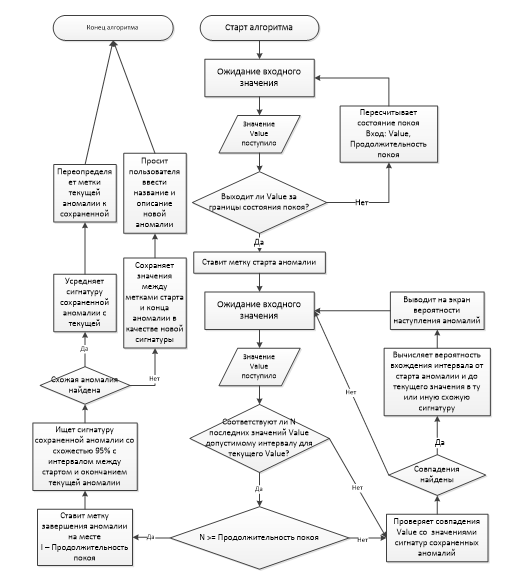 Конец алгоритма
Старт алгоритма
Ожидание входного
значения
Значение
Value
поступило
Пересчитывает
состояние покоя
Вход: Value,
Продолжительность
покоя
Выходит ли Value за
границы состояния покоя?
Нет
Да
Ставит метку старта аномалии
Ожидание входного
значения
Значение
Value
поступило
Соответствуют ли N
последних значений Value
допустимому интервалу для
текущего Value?
Нет
Да
N >= Продолжительность покоя
Да
Нет
Проверяет совпадения
Value со значениями
сигнатур сохраненных
аномалий
Совпадения
найдены
Нет
Да
Вычисляет вероятность
вхождения интервала от
старта аномалии и до
текущего значения в ту
или иную схожую
сигнатуру
Выводит на экран
вероятности
наступления аномалий
Ставит метку
завершения аномалии
на месте
I – Продолжительность
покоя
Ищет сигнатуру
сохраненной аномалии со
схожестью 95% с
интервалом между
стартом и окончанием
текущей аномалии
Схожая аномалия
найдена
Да
Нет
Усредняет
сигнатуру
сохраненной
аномалии с
текущей
Переопредел
ет метки
текущей
аномалии к
сохраненной
Сохраняет
значения
между
метками старта
и конца
аномалии в
качестве новой
сигнатуры
Просит
пользователя
ввести
название и
описание
новой
аномалии